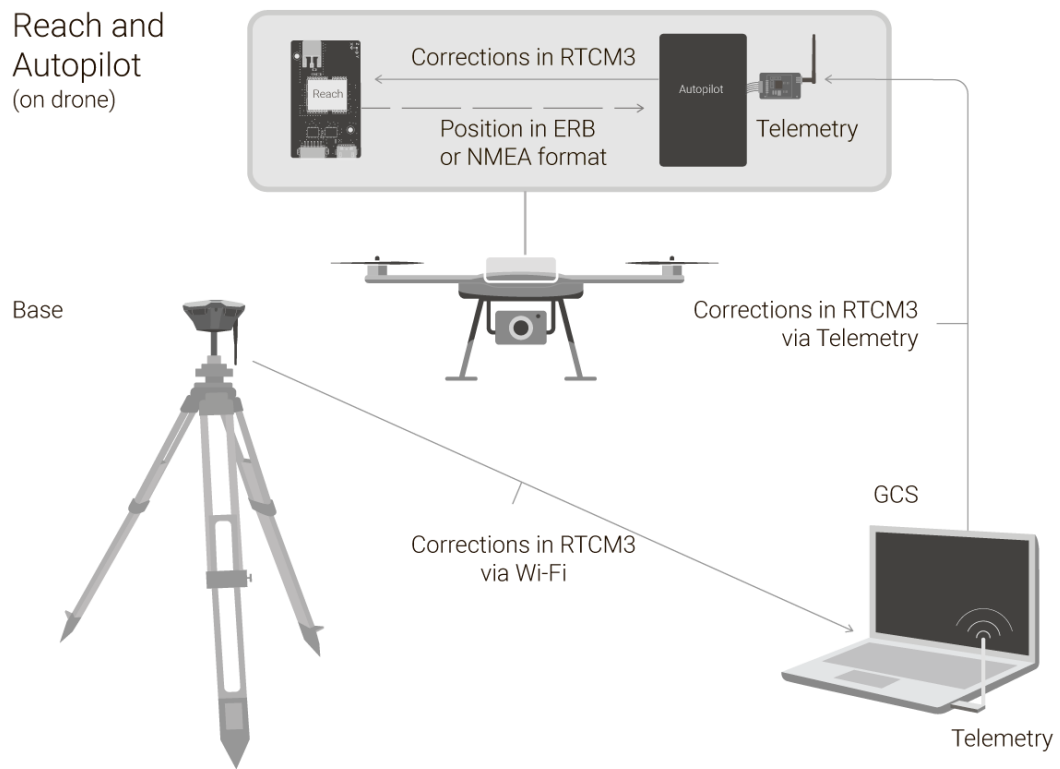 Reach and
Autopilot
(on drone)
Corrections in RTCM3
Reach
Autopilot
Position in ERB
or NMEA format
Telemetry
Base
Corrections in RTCM3
via Telemetry
GCS
Corrections in RTCM3
via Wi-Fi
Telemetry